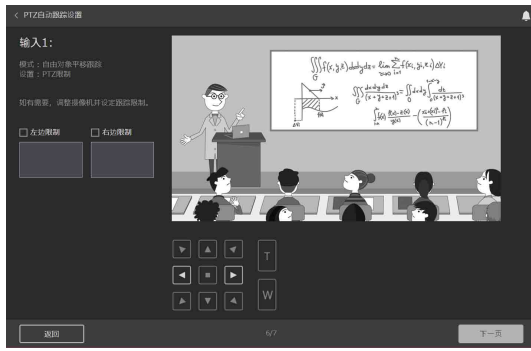 PTZ自动跟踪设置
输入1:
模式：自由对象平移跟踪
设置：PTZ限制
如有需要，调整摄像机并设定跟踪限制。
左边限制
右边限制
T
W
返回
6/7
下一页